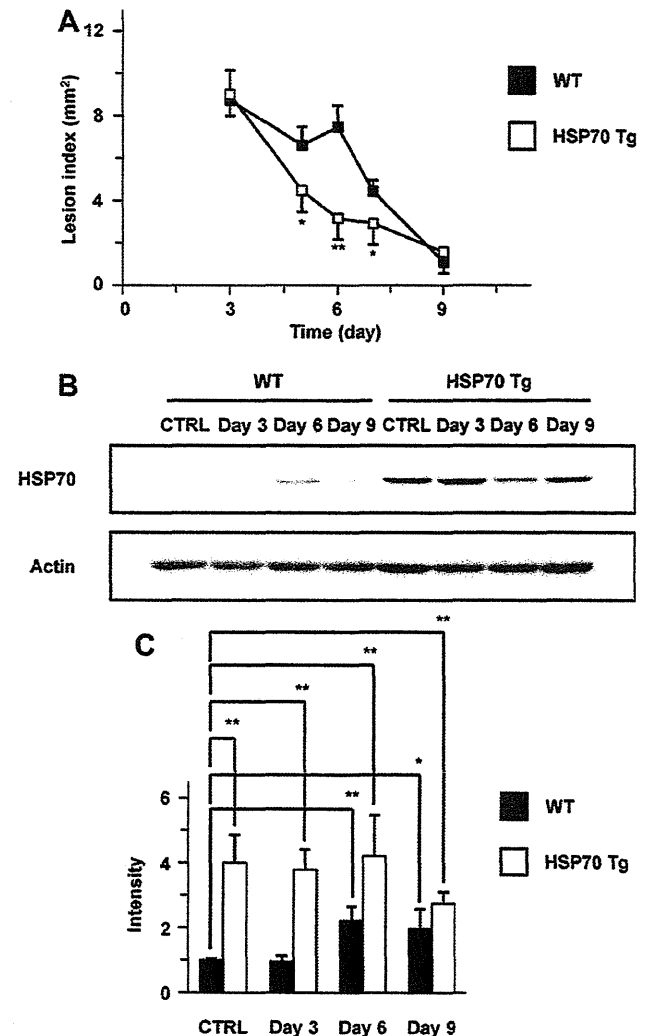 A
12
8
4
0
Lesion index (mm²)
0 3 6 9
Time (day)
*
**
*
WT
HSP70 Tg
B
WT HSP70 Tg
CTRL Day 3 Day 6 Day 9 CTRL Day 3 Day 6 Day 9
HSP70
Actin
C
**
**
**
**
*
**
6
4
2
0
Intensity
CTRL Day 3 Day 6 Day 9
WT
HSP70 Tg